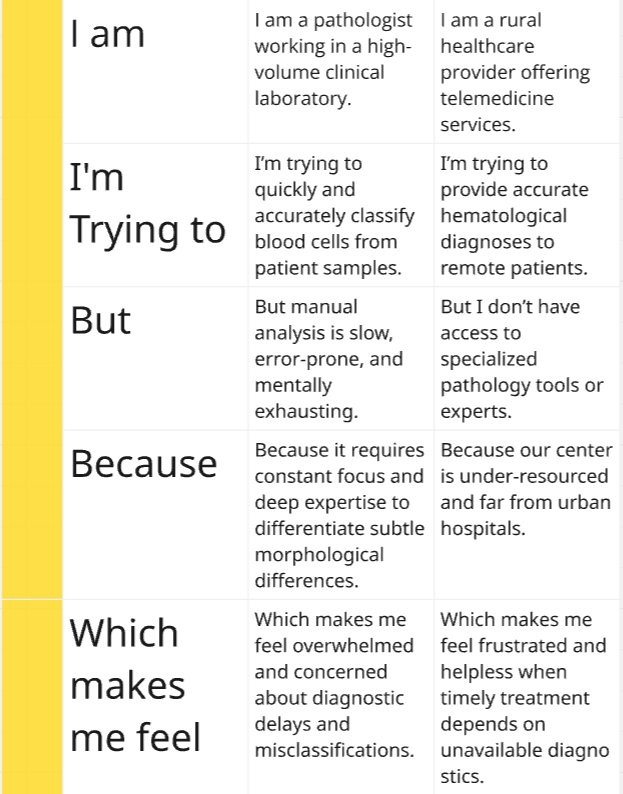 I am
I am a pathologist
working in a high-
volume clinical
laboratory.
I am a rural
healthcare
provider offering
telemedicine
services.
I'm
Trying to
I’m trying to
quickly and
accurately classify
blood cells from
patient samples.
I’m trying to
provide accurate
hematological
diagnoses to
remote patients.
But
But manual
analysis is slow,
error-prone, and
mentally
exhausting.
But I don’t have
access to
specialized
pathology tools or
experts.
Because
Because it requires
constant focus and
deep expertise to
differentiate subtle
morphological
differences.
Because our center
is under-resourced
and far from urban
hospitals.
Which
makes
me feel
Which makes me
feel overwhelmed
and concerned
about diagnostic
delays and
misclassifications.
Which makes me
feel frustrated and
helpless when
timely treatment
depends on
unavailable diagno
stics.